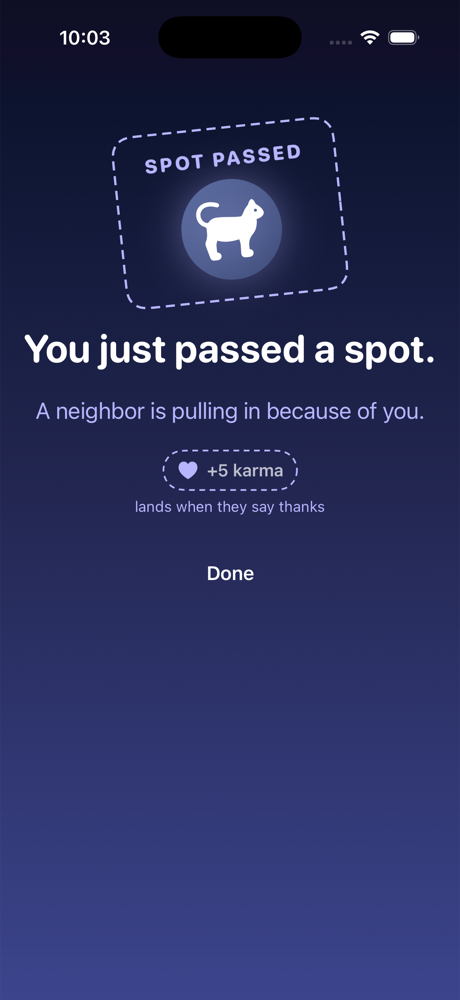 10:03
SPOT PASSED
You just passed a spot.
A neighbor is pulling in because of you.
+5 karma
lands when they say thanks
Done